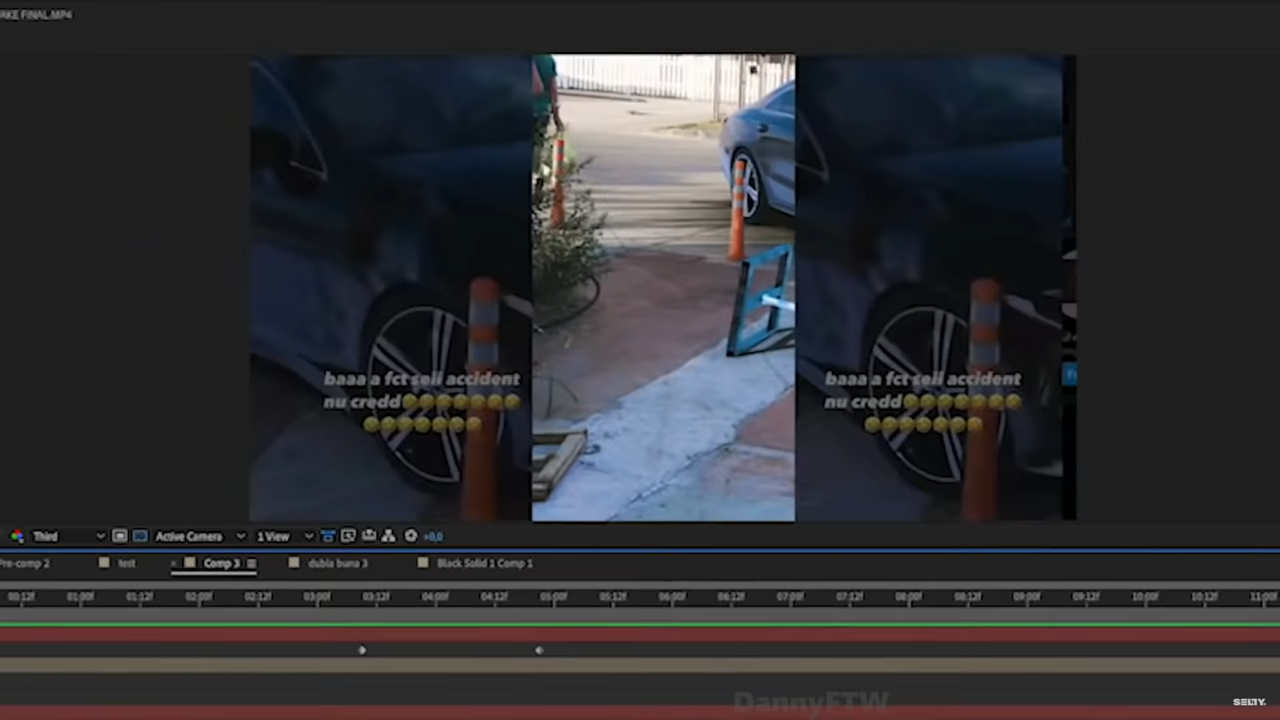 AKE FINAL.MP4
baaa a fct sell accident
nu credd
baaa a fct sell accident
nu credd
Third
Active Camera
1 View
+0,0
Pre-comp 2
test
Comp 3
dubla buna 3
Black Solid 1 Comp 1
00:12f 01:00f 01:12f 02:00f 02:12f 03:00f 03:12f 04:00f 04:12f 05:00f 05:12f 06:00f 06:12f 07:00f 07:12f 08:00f 08:12f 09:00f 09:12f 10:00f 10:12f 11:00f
DannyFTW
SELLY.